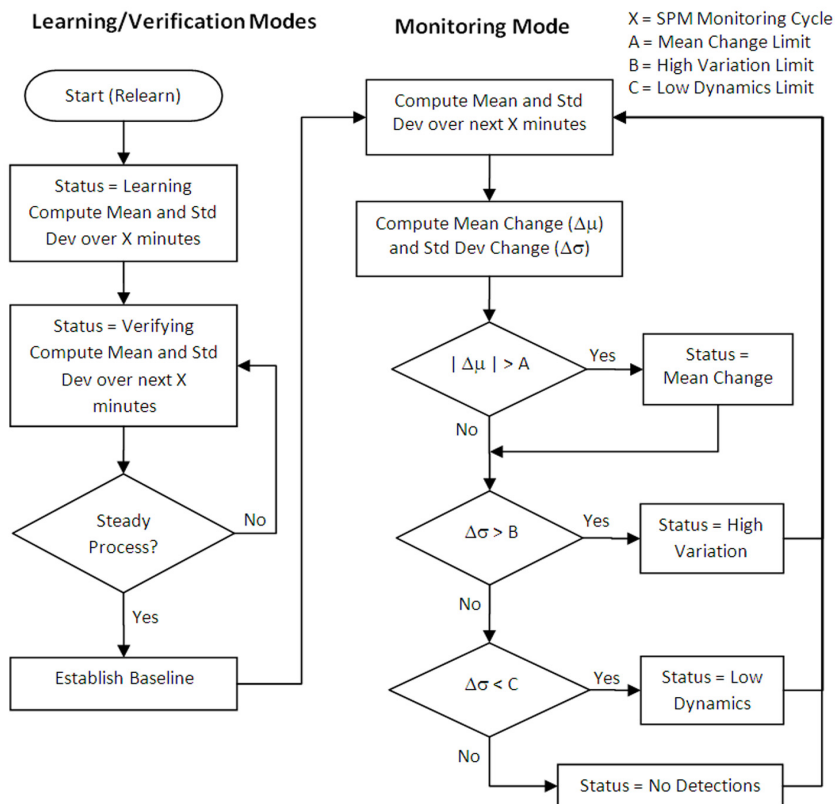 Learning/Verification Modes
Start (Relearn)
Status = Learning
Compute Mean and Std
Dev over X minutes
Status = Verifying
Compute Mean and Std
Dev over next X
minutes
Steady
Process?
No
Yes
Establish Baseline
Monitoring Mode
X = SPM Monitoring Cycle
A = Mean Change Limit
B = High Variation Limit
C = Low Dynamics Limit
Compute Mean and Std
Dev over next X minutes
Compute Mean Change (Δμ)
and Std Dev Change (Δσ)
| Δμ | > A
Yes
Status =
Mean Change
No
Δσ > B
Yes
Status = High
Variation
No
Δσ < C
Yes
Status = Low
Dynamics
No
Status = No Detections